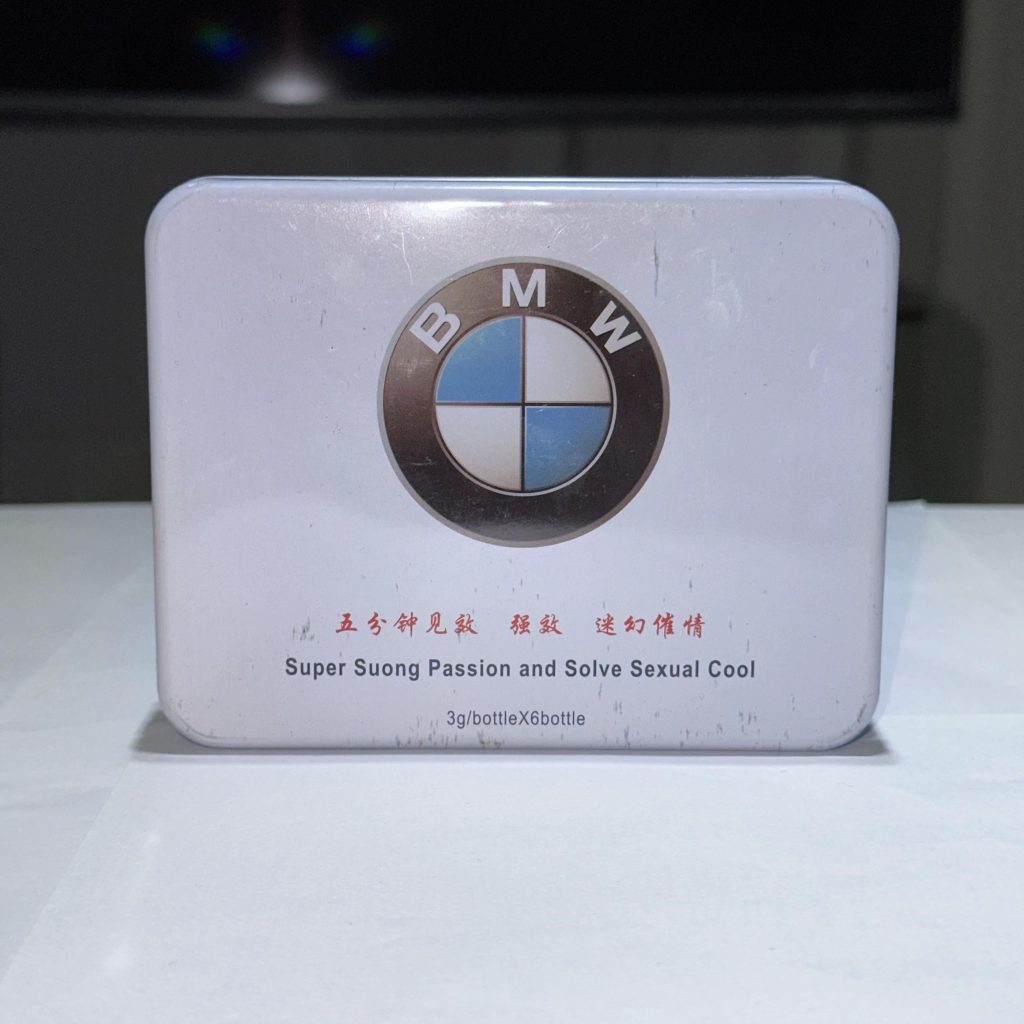 BMW
五分钟见效 强效 迷幻催情
Super Suong Passion and Solve Sexual Cool
3g/bottleX6bottle